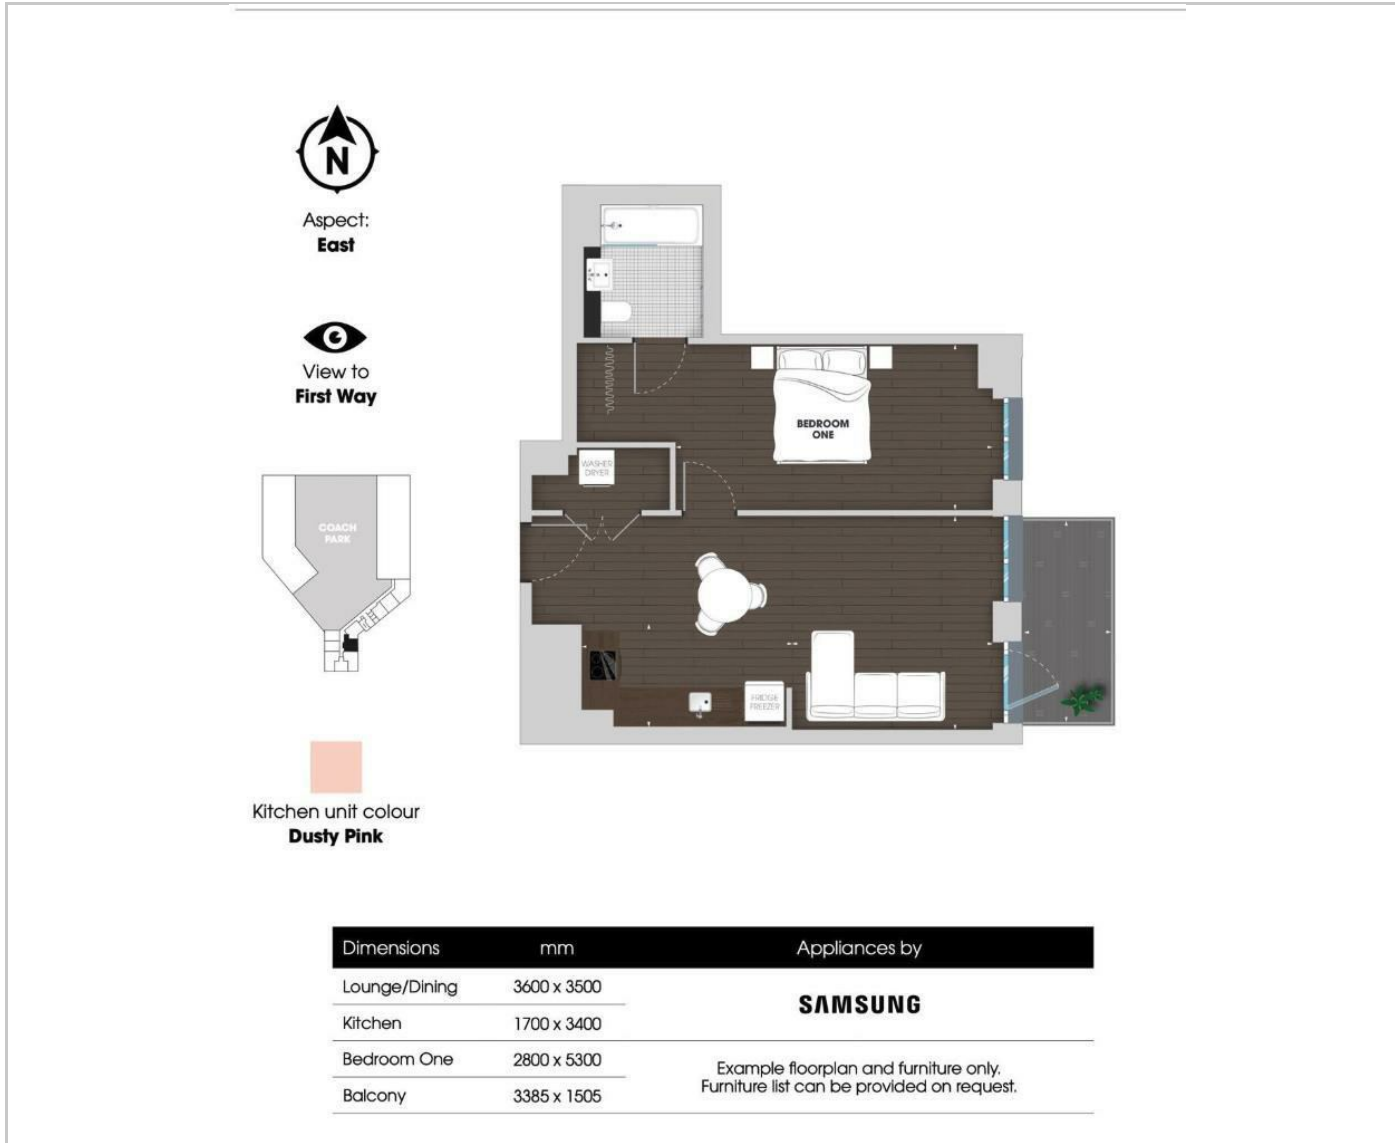 N
Aspect:
East
View to
First Way
COACH
PARK
Kitchen unit colour
Dusty Pink
BEDROOM
ONE
WASHER
DRYER
FRIDGE
FREEZER
Dimensions mm Appliances by
Lounge/Dining 3600 x 3500
SAMSUNG
Kitchen 1700 x 3400
Bedroom One 2800 x 5300
Example floorplan and furniture only.
Furniture list can be provided on request.
Balcony 3385 x 1505